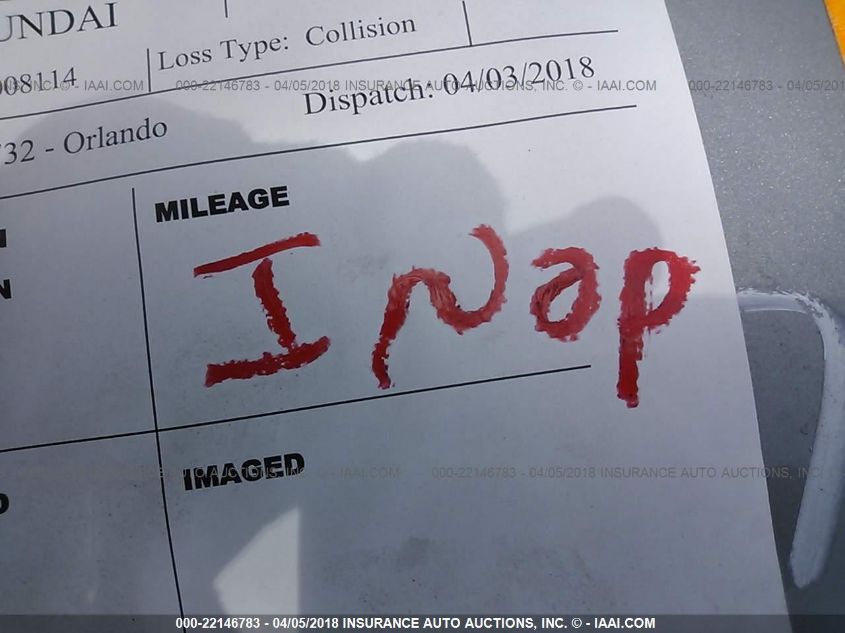 UNDAI
008114 Loss Type: Collision
000-22146783 - 04/05/2018 INSURANCE AUTO AUCTIONS, INC. © - IAAI.COM
732 - Orlando Dispatch: 04/03/2018
MILEAGE
N
INap
IMAGED
000-22146783 - 04/05/2018 INSURANCE AUTO AUCTIONS, INC. © - IAAI.COM
000-22146783 - 04/05/2018 INSURANCE AUTO AUCTIONS, INC. © - IAAI.COM